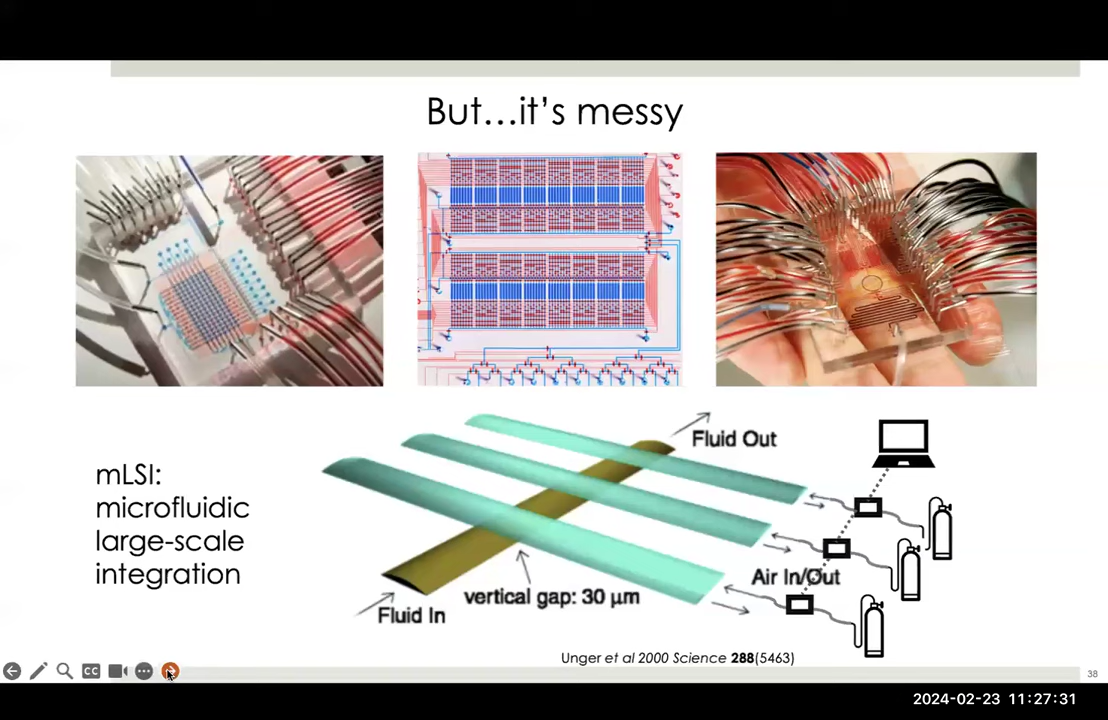 But...it's messy
mLSI:
microfluidic
large-scale
integration
Fluid Out
Air In/Out
vertical gap: 30 μm
Fluid In
Unger et al 2000 Science 288(5463)
CC
38
2024-02-23 11:27:31